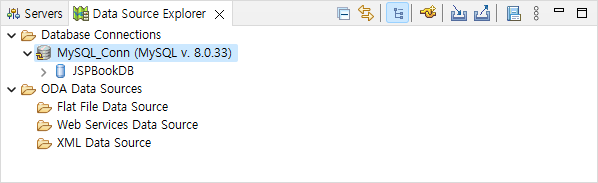 Servers Data Source Explorer
Database Connections
MySQL_Conn (MySQL v. 8.0.33)
JSPBookDB
ODA Data Sources
Flat File Data Source
Web Services Data Source
XML Data Source